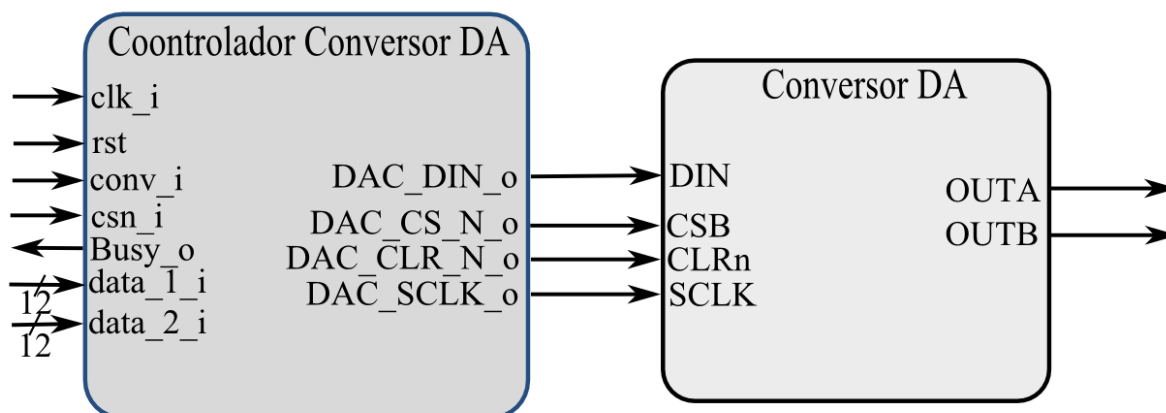 Coontrolador Conversor DA
clk_i
rst
conv_i
csn_i
Busy_o
data_1_i
12
data_2_i
12
DAC_DIN_o
DAC_CS_N_o
DAC_CLR_N_o
DAC_SCLK_o
Conversor DA
DIN
CSB
CLRn
SCLK
OUTA
OUTB